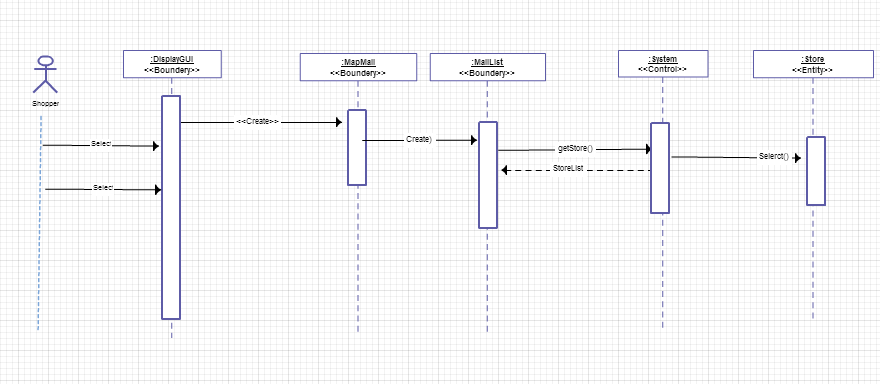 :DisplayGUI
<<Boundery>>
:MapMall
<<Boundery>>
:MallList
<<Boundery>>
:System
<<Control>>
:Store
<<Entity>>
Shopper
<<Create>>
Create)
Select
getStore()
Selerct()
StoreList
Select